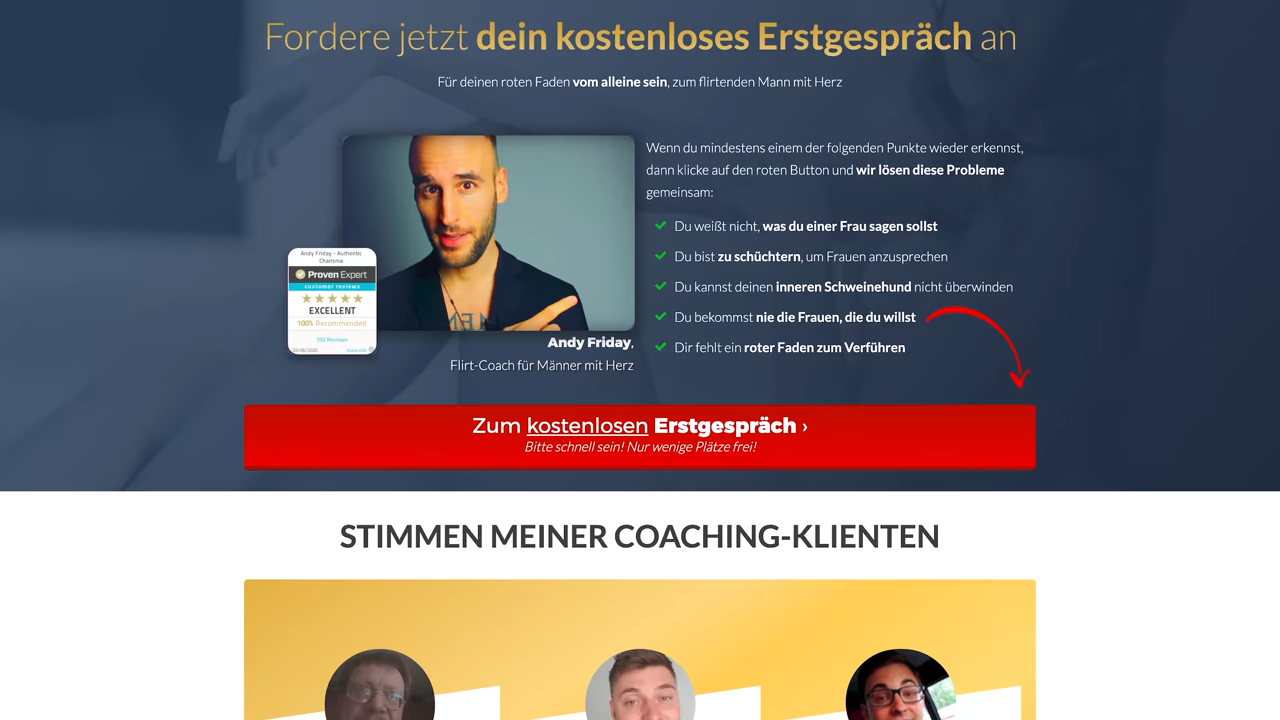 Fordere jetzt dein kostenloses Erstgespräch an
Für deinen roten Faden vom alleine sein, zum flirtenden Mann mit Herz
Andy Friday - Authentic
Charisma
Proven Expert
customer reviews
EXCELLENT
100% Recommended
Andy Friday,
Flirt-Coach für Männer mit Herz
Wenn du mindestens einem der folgenden Punkte wieder erkennst,
dann klicke auf den roten Button und wir lösen diese Probleme
gemeinsam:
Du weißt nicht, was du einer Frau sagen sollst
Du bist zu schüchtern, um Frauen anzusprechen
Du kannst deinen inneren Schweinehund nicht überwinden
Du bekommst nie die Frauen, die du willst
Dir fehlt ein roter Faden zum Verführen
Zum kostenlosen Erstgespräch ›
Bitte schnell sein! Nur wenige Plätze frei!
STIMMEN MEINER COACHING-KLIENTEN